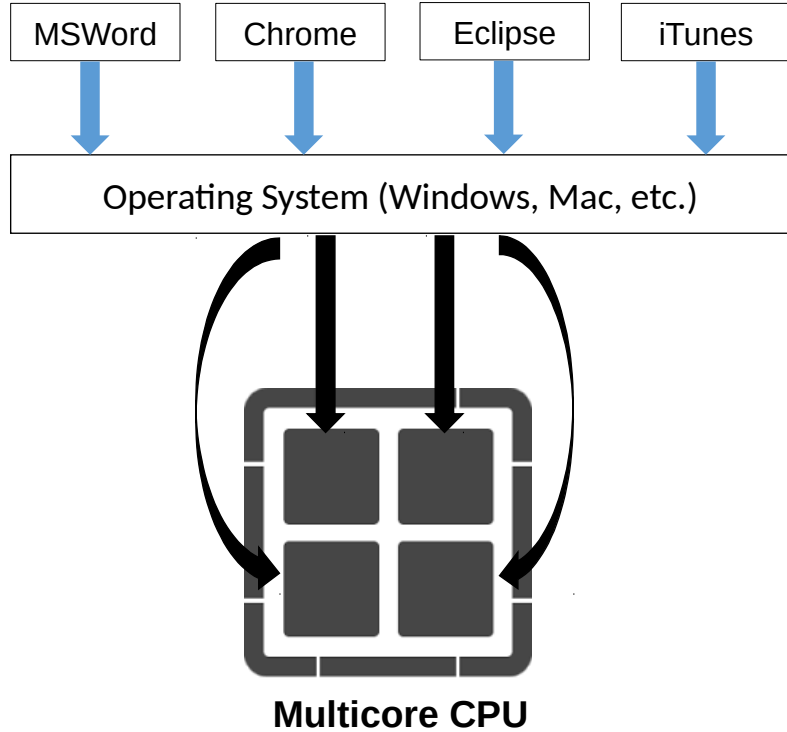 MSWord
Chrome
Eclipse
iTunes
Operating System (Windows, Mac, etc.)
Multicore CPU